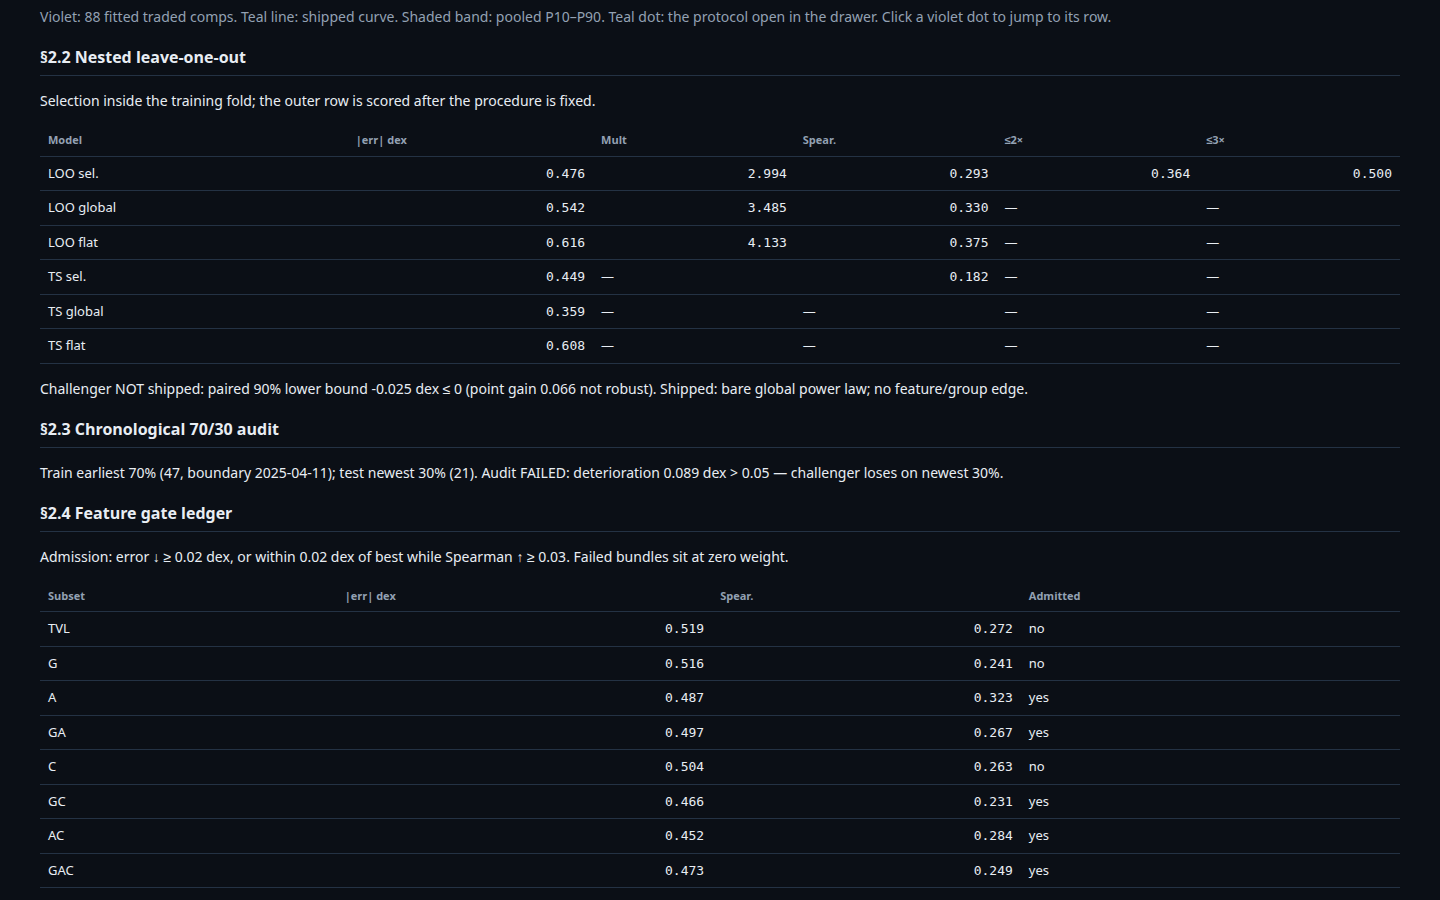 Violet: 88 fitted traded comps. Teal line: shipped curve. Shaded band: pooled P10–P90. Teal dot: the protocol open in the drawer. Click a violet dot to jump to its row.
§2.2 Nested leave-one-out
Selection inside the training fold; the outer row is scored after the procedure is fixed.
Model |err| dex Mult Spear. ≤2× ≤3×
LOO sel. 0.476 2.994 0.293 0.364 0.500
LOO global 0.542 3.485 0.330 — —
LOO flat 0.616 4.133 0.375 — —
TS sel. 0.449 — 0.182 — —
TS global 0.359 — — — —
TS flat 0.608 — — — —
Challenger NOT shipped: paired 90% lower bound -0.025 dex ≤ 0 (point gain 0.066 not robust). Shipped: bare global power law; no feature/group edge.
§2.3 Chronological 70/30 audit
Train earliest 70% (47, boundary 2025-04-11); test newest 30% (21). Audit FAILED: deterioration 0.089 dex > 0.05 — challenger loses on newest 30%.
§2.4 Feature gate ledger
Admission: error ↓ ≥ 0.02 dex, or within 0.02 dex of best while Spearman ↑ ≥ 0.03. Failed bundles sit at zero weight.
Subset |err| dex Spear. Admitted
TVL 0.519 0.272 no
G 0.516 0.241 no
A 0.487 0.323 yes
GA 0.497 0.267 yes
C 0.504 0.263 no
GC 0.466 0.231 yes
AC 0.452 0.284 yes
GAC 0.473 0.249 yes